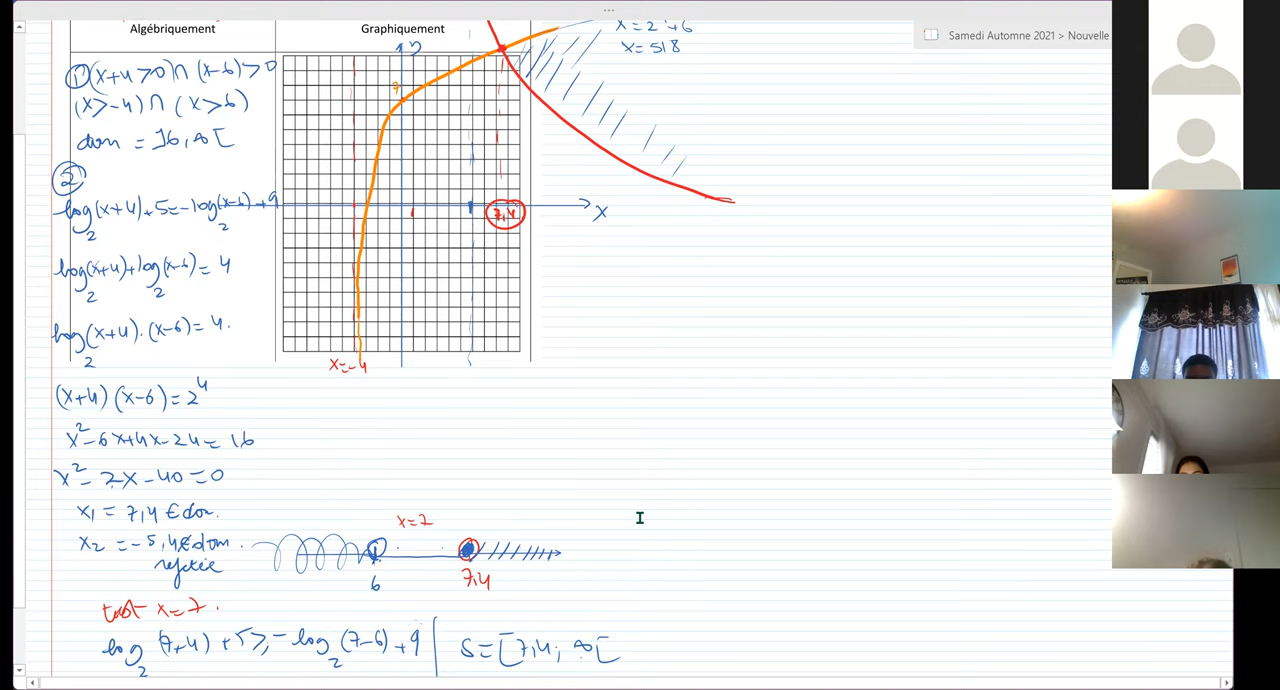 Algébriquement
Graphiquement
x = 2 + 6
x = 518
Samedi Automne 2021 > Nouvelle
① (x+4 > 0) ∩ (x-6) > 0
(x > -4) ∩ (x > 6)
dom = ]6, ∞[
②
log₂(x+4) + 5 = -log₂(x-6) + 9
log₂(x+4) + log₂(x-6) = 4
log₂(x+4).(x-6) = 4.
(x+4)(x-6) = 2⁴
x² - 6x + 4x - 24 = 16
x² - 2x - 40 = 0
x₁ = 7,4 ∈ dom.
x₂ = -5,4 ∉ dom.
rejetée
test x = 7.
log₂(7+4) + 5 ≥ -log₂(7-6) + 9
y
7
x
7,4
x = -4
x = 7
6
7,4
S = [7,4; ∞[